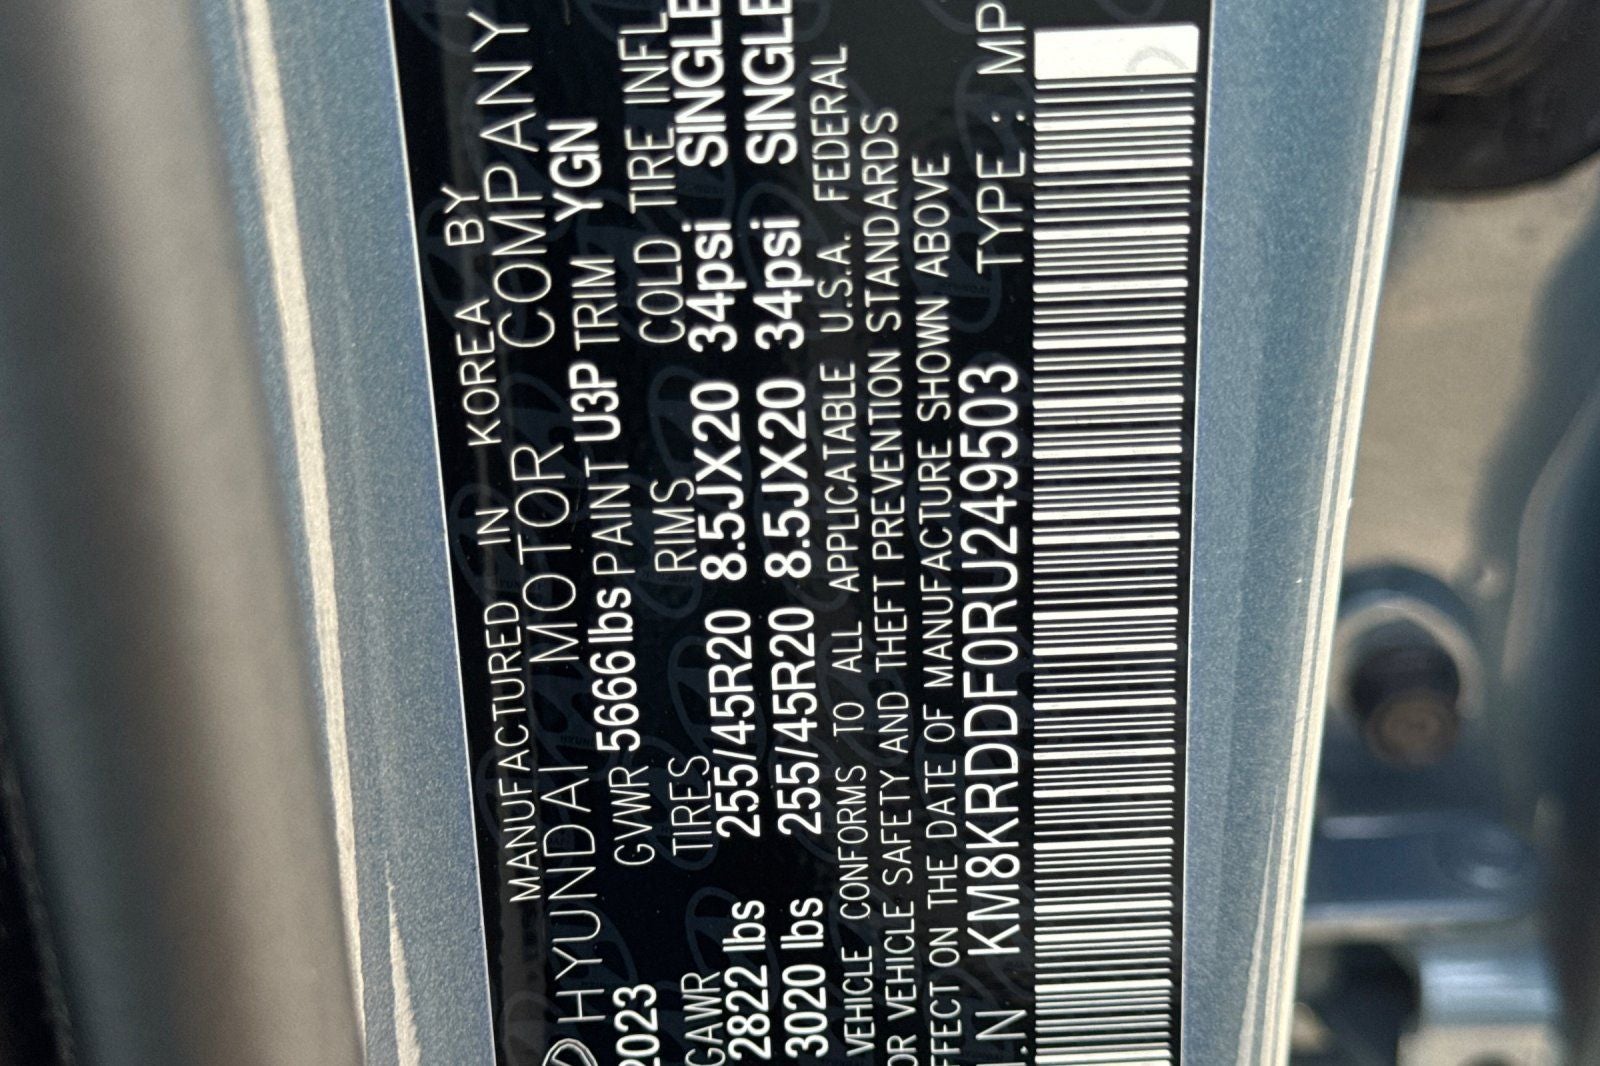 MANUFACTURED IN KOREA BY
HYUNDAI MOTOR COMPANY
2023 GVWR 5666 lbs PAINT U3P TRIM YGN
GAWR TIRES RIMS COLD TIRE INFL
2822 lbs 255/45R20 8.5JX20 34psi SINGLE
3020 lbs 255/45R20 8.5JX20 34psi SINGLE
VEHICLE CONFORMS TO ALL APPLICATABLE U.S.A. FEDERAL
OR VEHICLE SAFETY AND THEFT PREVENTION STANDARDS
FFECT ON THE DATE OF MANUFACTURE SHOWN ABOVE
I.N KM8KRDDF0RU249503 TYPE : MP